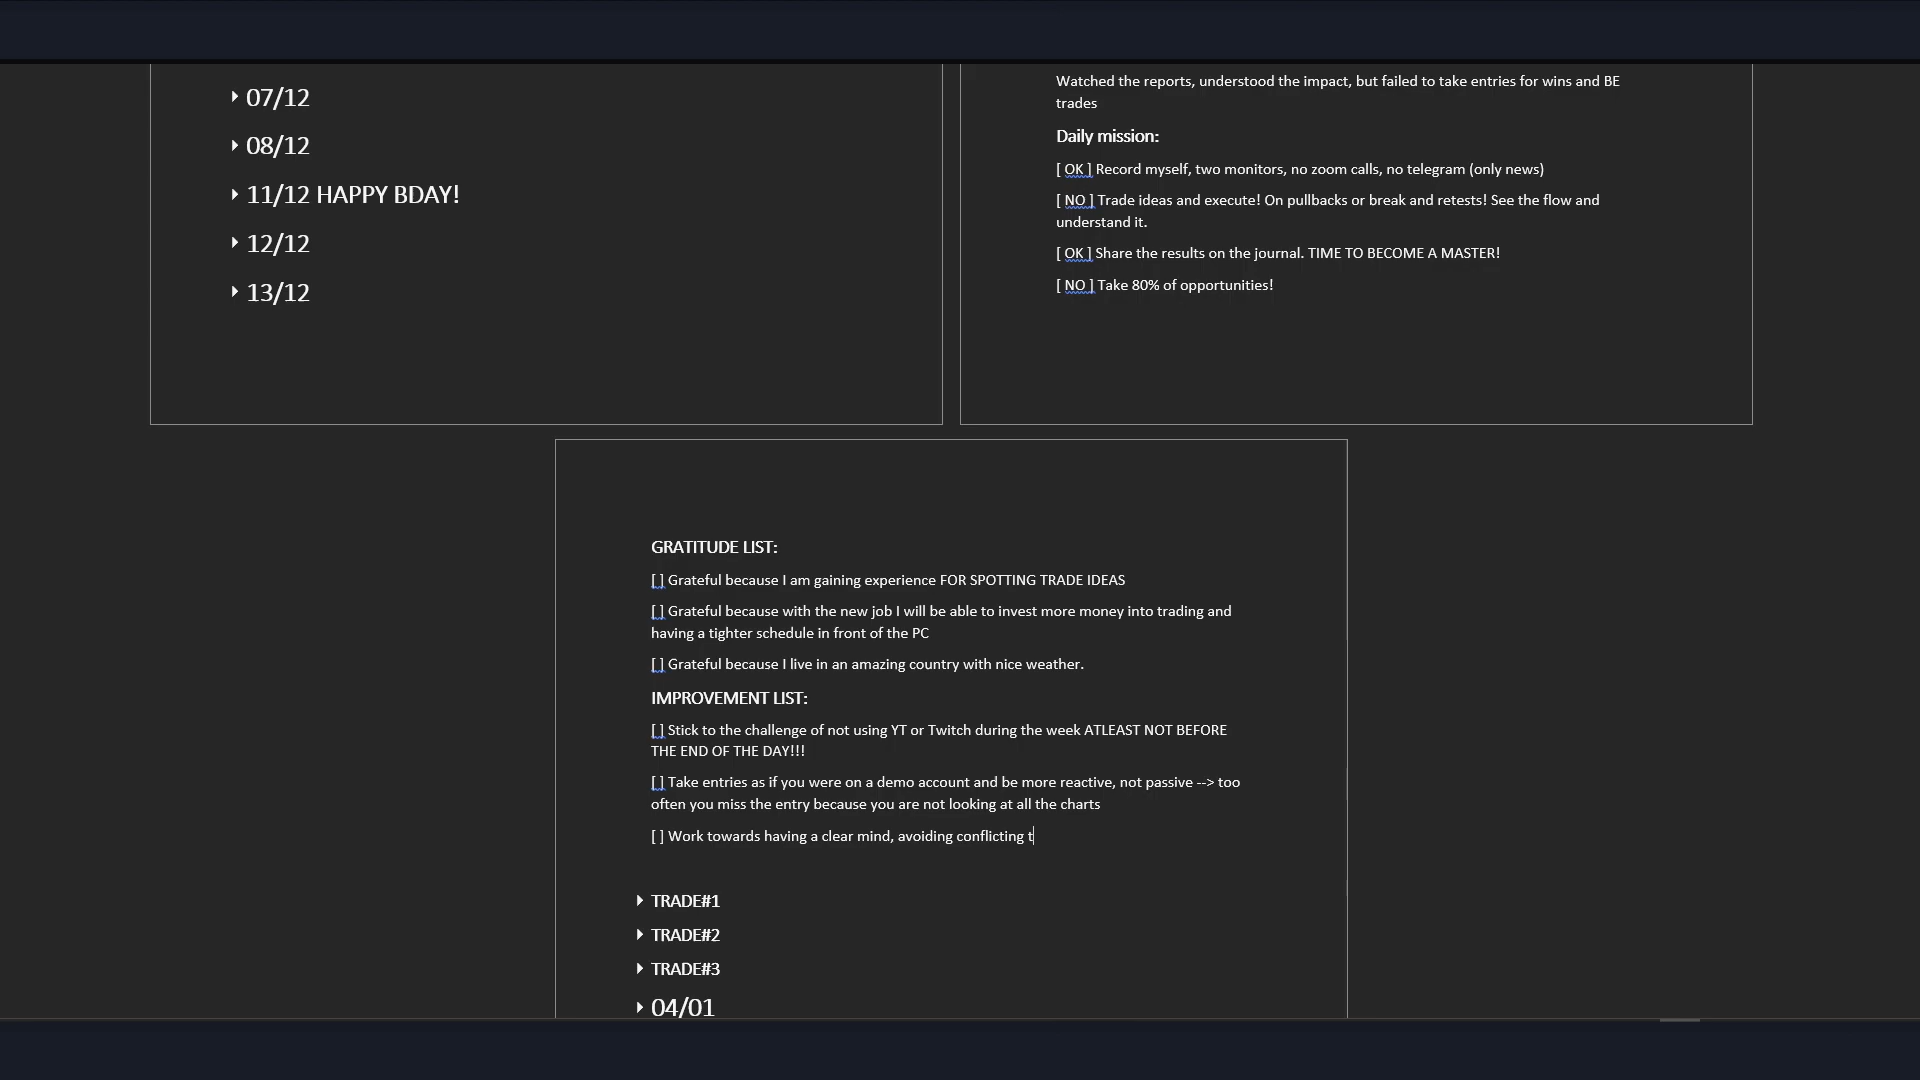 07/12
08/12
11/12 HAPPY BDAY!
12/12
13/12
Watched the reports, understood the impact, but failed to take entries for wins and BE
trades
Daily mission:
[ OK ] Record myself, two monitors, no zoom calls, no telegram (only news)
[ NO ] Trade ideas and execute! On pullbacks or break and retests! See the flow and
understand it.
[ OK ] Share the results on the journal. TIME TO BECOME A MASTER!
[ NO ] Take 80% of opportunities!
GRATITUDE LIST:
[ ] Grateful because I am gaining experience FOR SPOTTING TRADE IDEAS
[ ] Grateful because with the new job I will be able to invest more money into trading and
having a tighter schedule in front of the PC
[ ] Grateful because I live in an amazing country with nice weather.
IMPROVEMENT LIST:
[ ] Stick to the challenge of not using YT or Twitch during the week ATLEAST NOT BEFORE
THE END OF THE DAY!!!
[ ] Take entries as if you were on a demo account and be more reactive, not passive --> too
often you miss the entry because you are not looking at all the charts
[ ] Work towards having a clear mind, avoiding conflicting t
TRADE#1
TRADE#2
TRADE#3
04/01